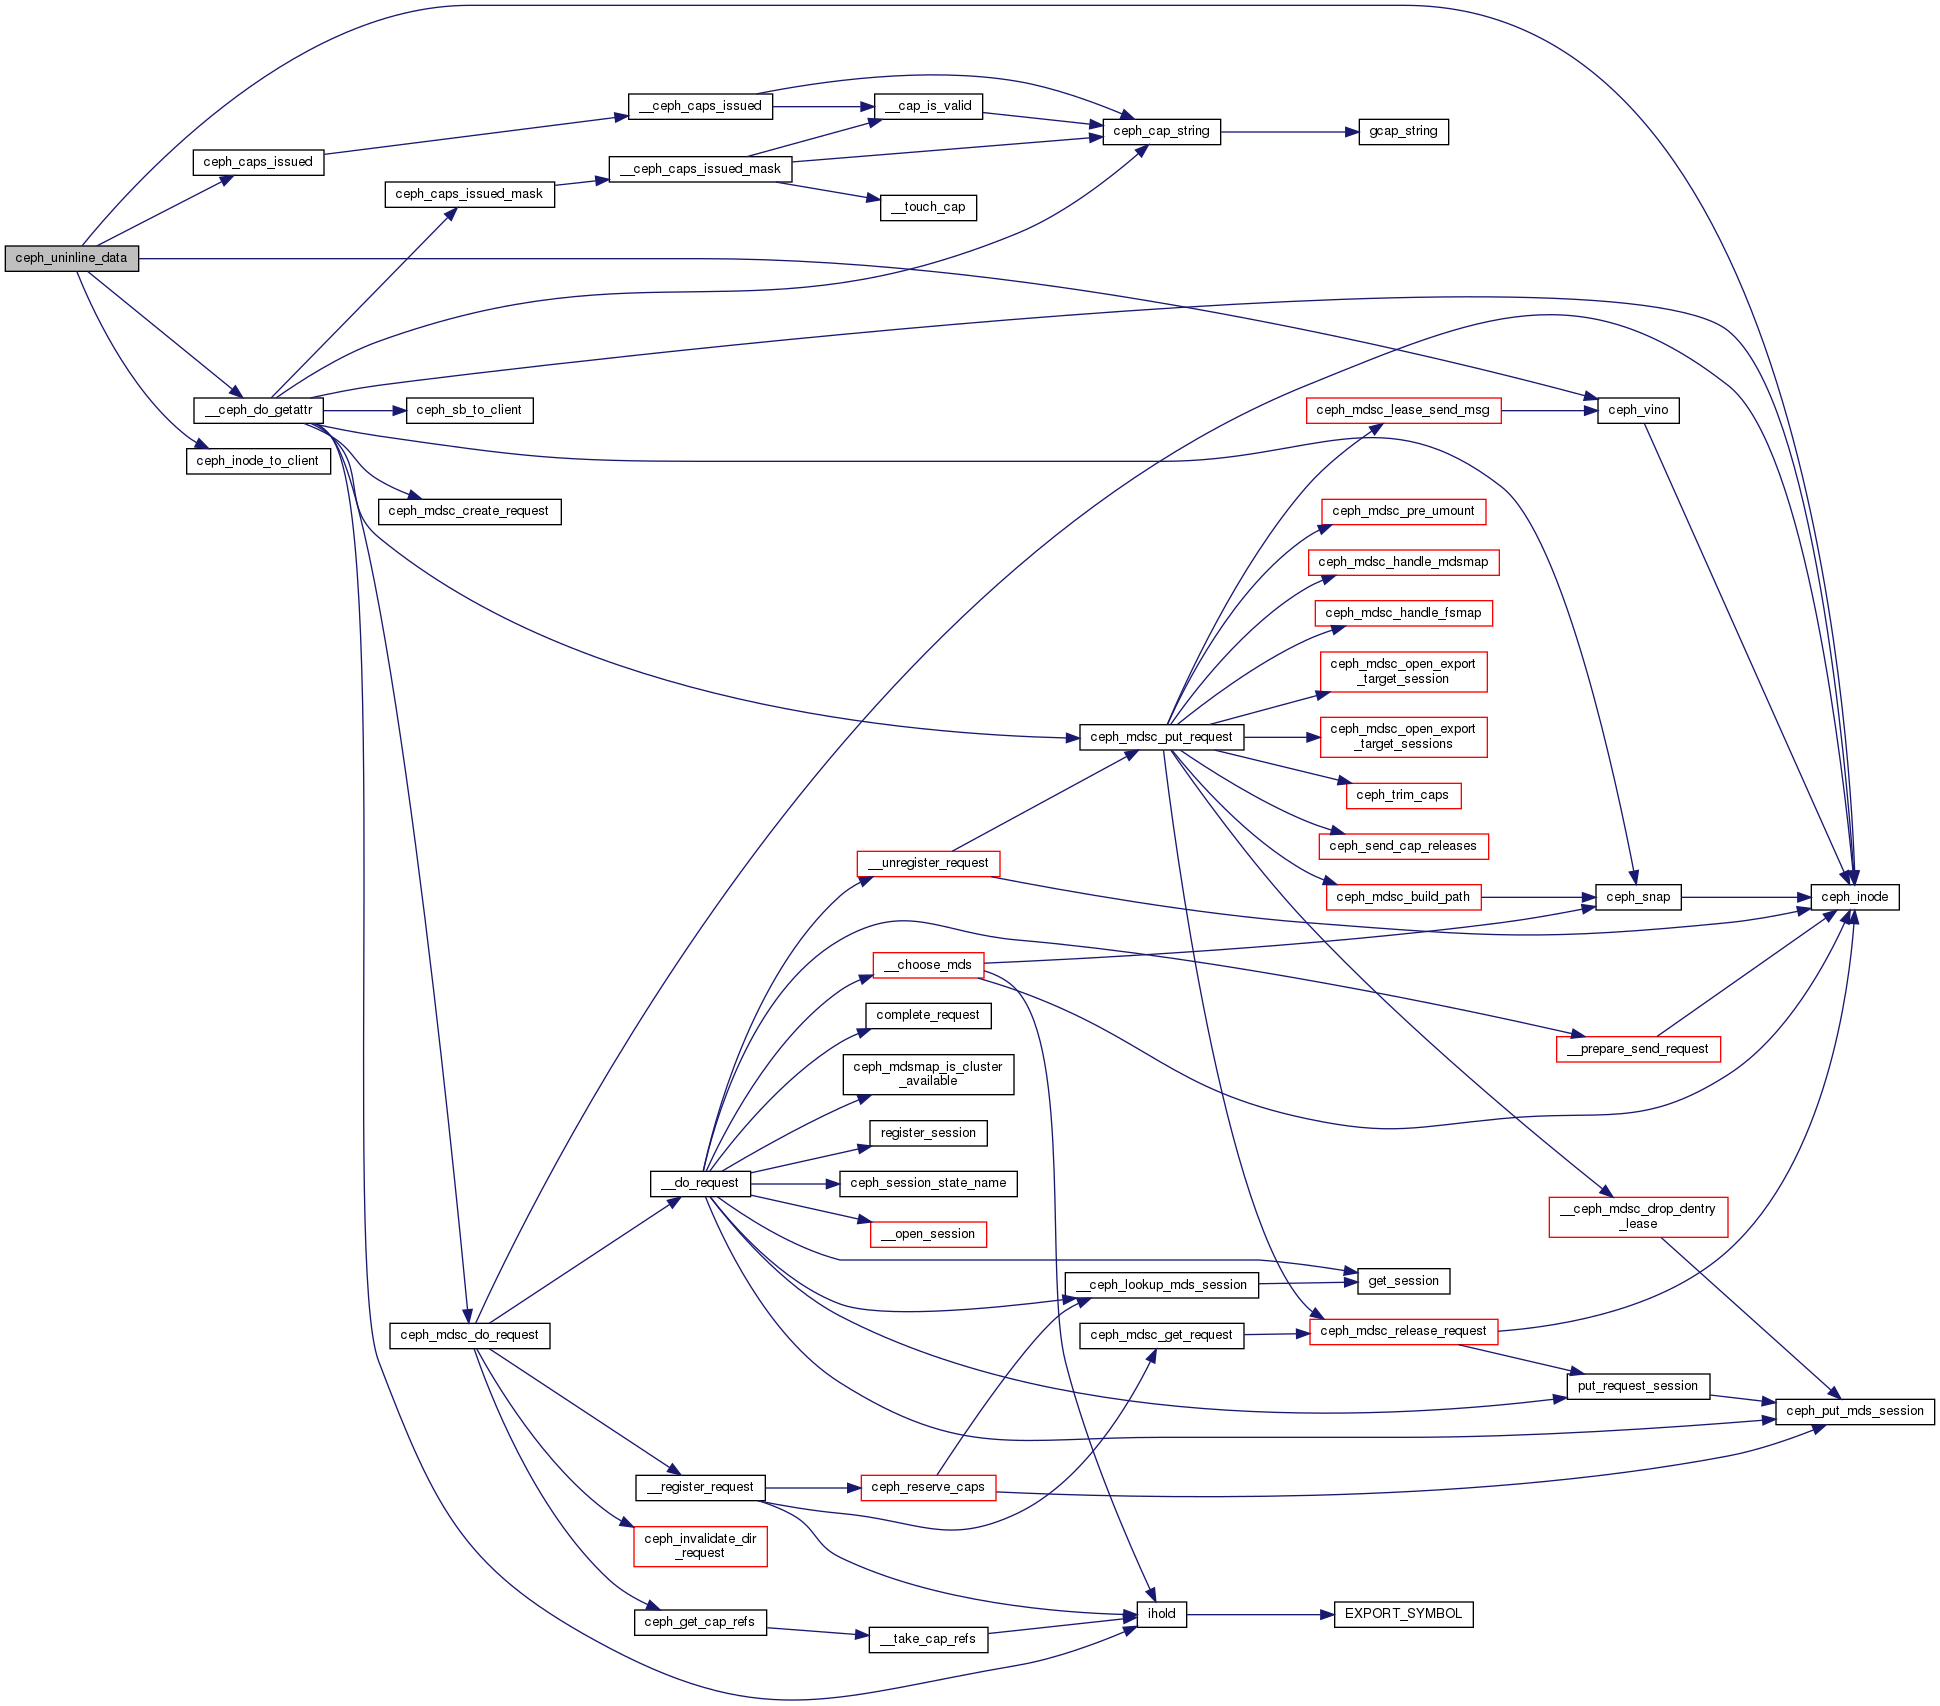 __ceph_caps_issued
__cap_is_valid
ceph_cap_string
gcap_string
ceph_caps_issued
__ceph_caps_issued_mask
ceph_caps_issued_mask
__touch_cap
ceph_uninline_data
__ceph_do_getattr
ceph_sb_to_client
ceph_mdsc_lease_send_msg
ceph_vino
ceph_inode_to_client
ceph_mdsc_create_request
ceph_mdsc_pre_umount
ceph_mdsc_handle_mdsmap
ceph_mdsc_handle_fsmap
ceph_mdsc_open_export
_target_session
ceph_mdsc_put_request
ceph_mdsc_open_export
_target_sessions
ceph_trim_caps
ceph_send_cap_releases
__unregister_request
ceph_mdsc_build_path
ceph_snap
ceph_inode
__choose_mds
complete_request
__prepare_send_request
ceph_mdsmap_is_cluster
_available
register_session
__do_request
ceph_session_state_name
__ceph_mdsc_drop_dentry
_lease
__open_session
__ceph_lookup_mds_session
get_session
ceph_mdsc_do_request
ceph_mdsc_get_request
ceph_mdsc_release_request
put_request_session
ceph_put_mds_session
__register_request
ceph_reserve_caps
ceph_invalidate_dir
_request
ceph_get_cap_refs
__take_cap_refs
ihold
EXPORT_SYMBOL